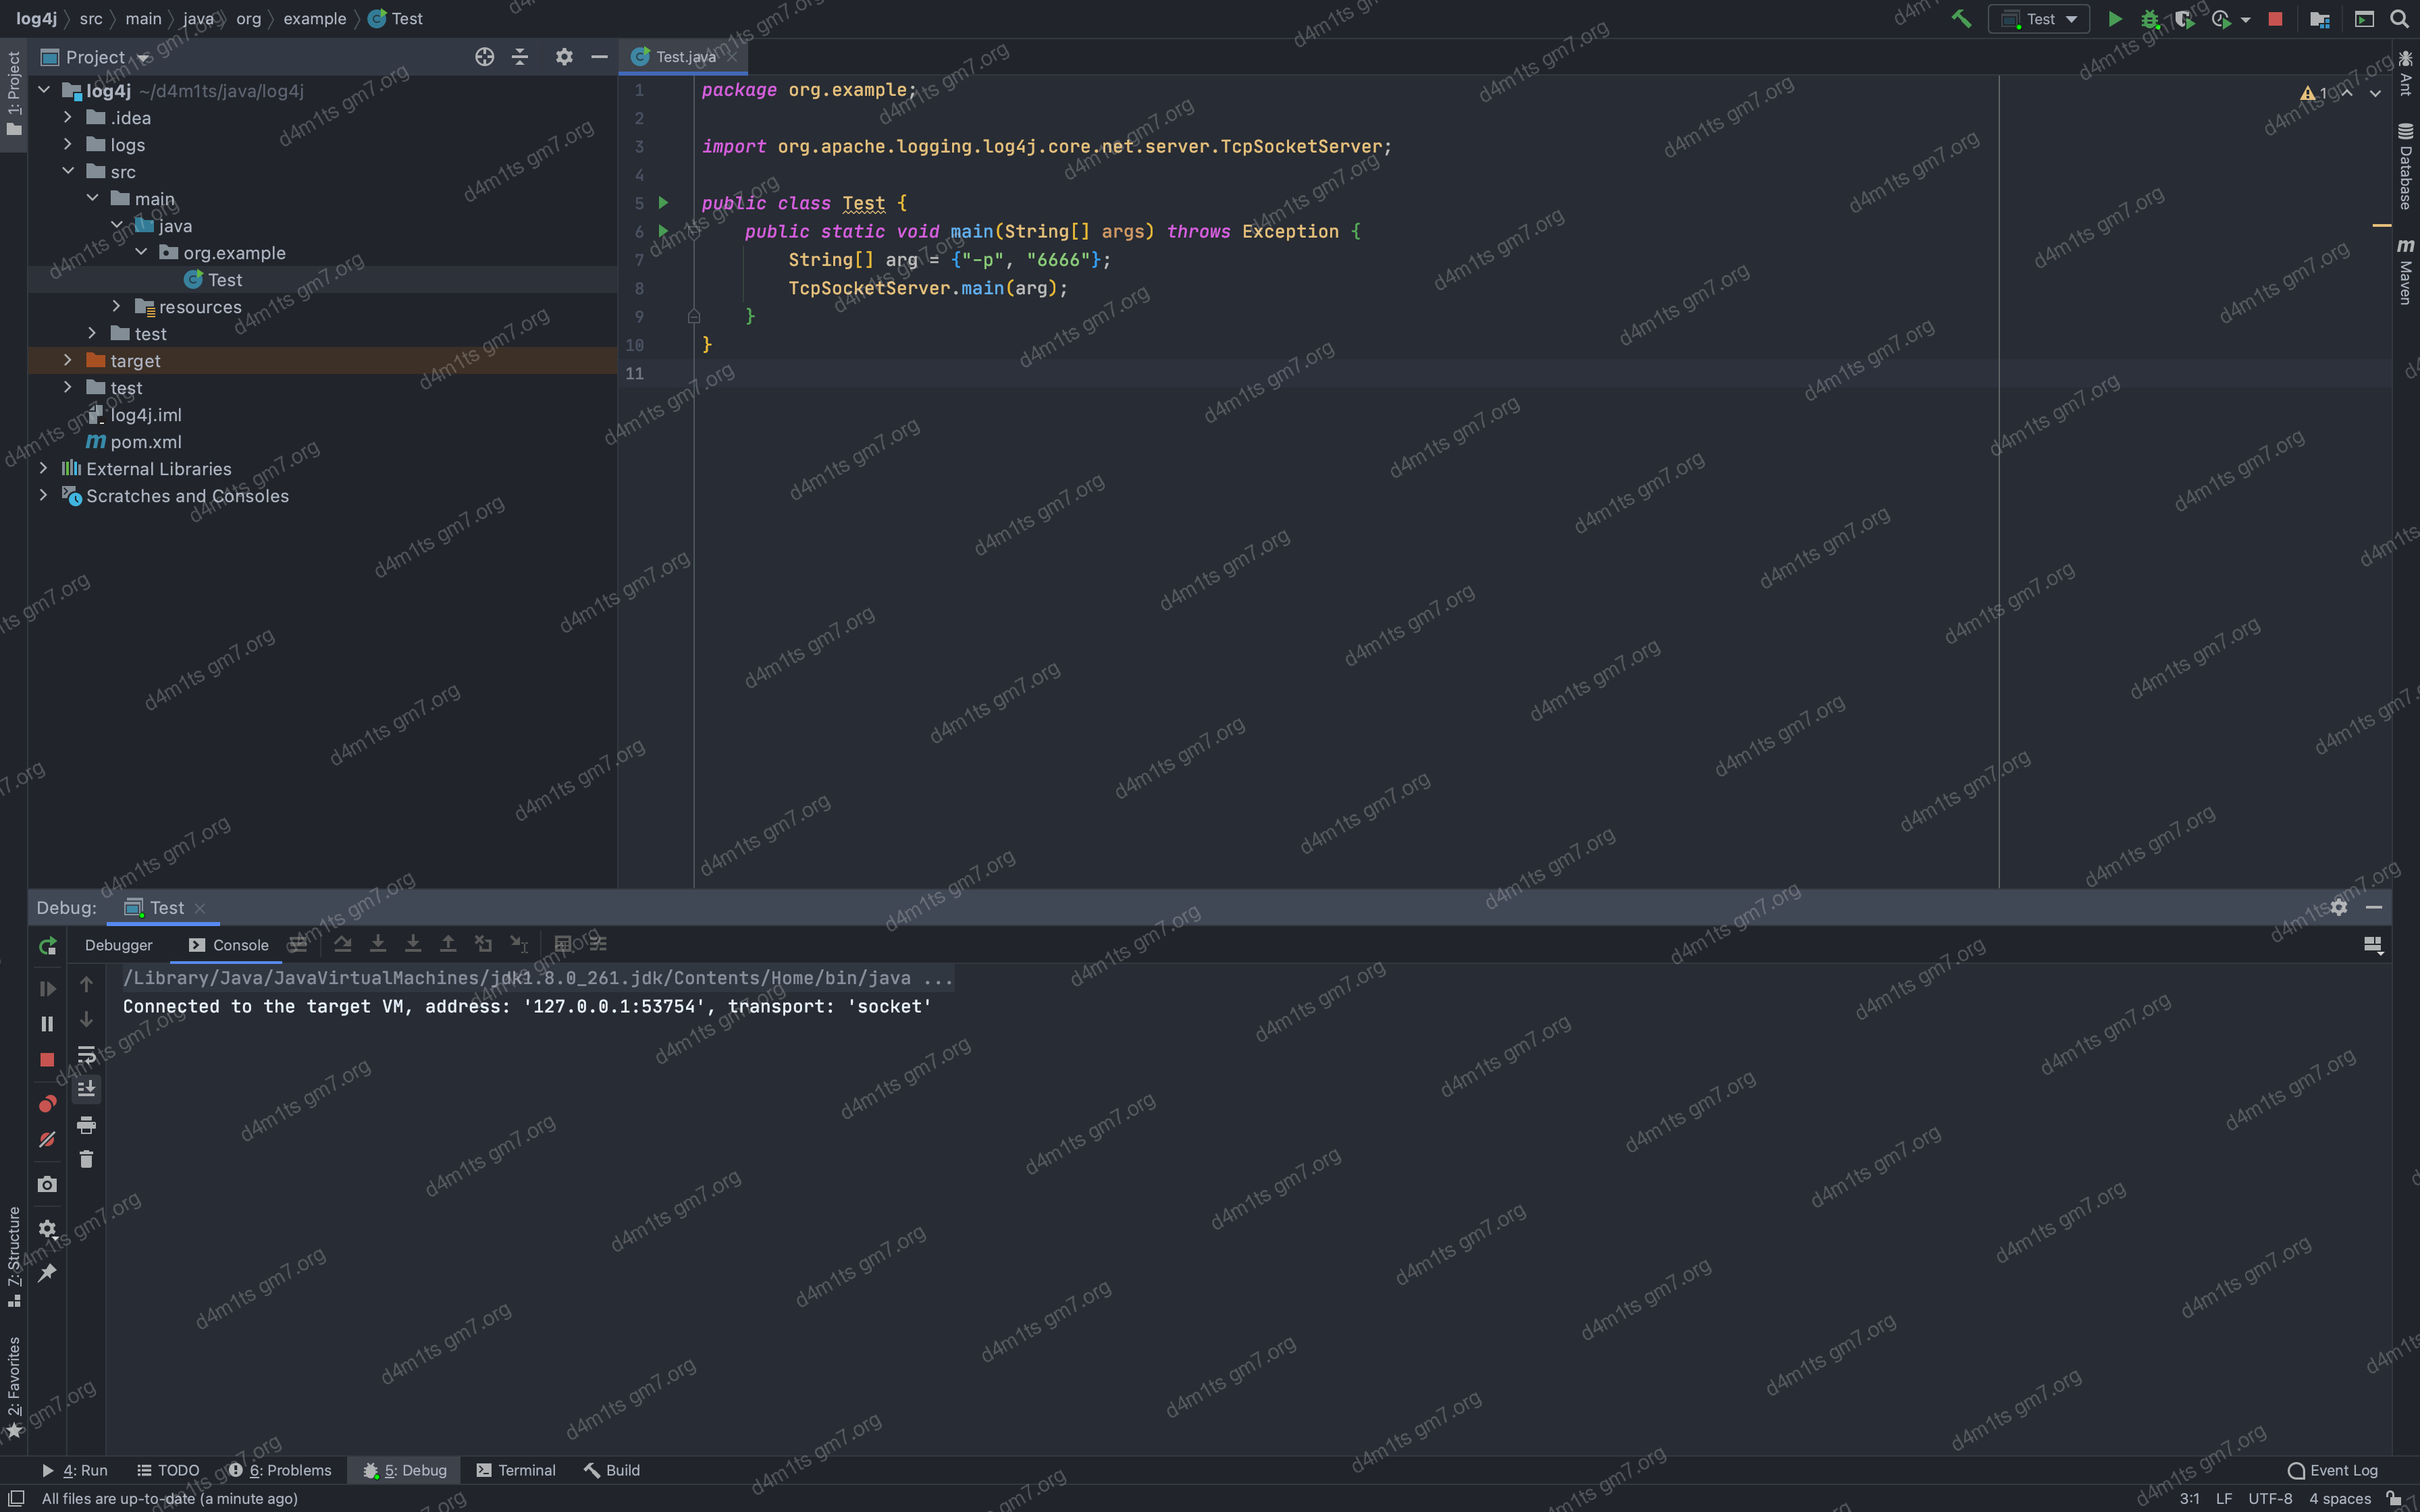 log4j src main java org example Test
Test
1: Project
Project
Test.java
log4j ~/d4m1ts/java/log4j
.idea
logs
src
main
java
org.example
Test
resources
test
target
test
log4j.iml
pom.xml
External Libraries
Scratches and Consoles
1 package org.example;
2
3 import org.apache.logging.log4j.core.net.server.TcpSocketServer;
4
5 public class Test {
6 public static void main(String[] args) throws Exception {
7 String[] arg = {"-p", "6666"};
8 TcpSocketServer.main(arg);
9 }
10 }
11
1
Ant
Database
Maven
Debug: Test
Debugger Console
/Library/Java/JavaVirtualMachines/jdk1.8.0_261.jdk/Contents/Home/bin/java ...
Connected to the target VM, address: '127.0.0.1:53754', transport: 'socket'
7: Structure
2: Favorites
4: Run TODO 6: Problems 5: Debug Terminal Build Event Log
All files are up-to-date (a minute ago) 3:1 LF UTF-8 4 spaces
d4m1ts gm7.org